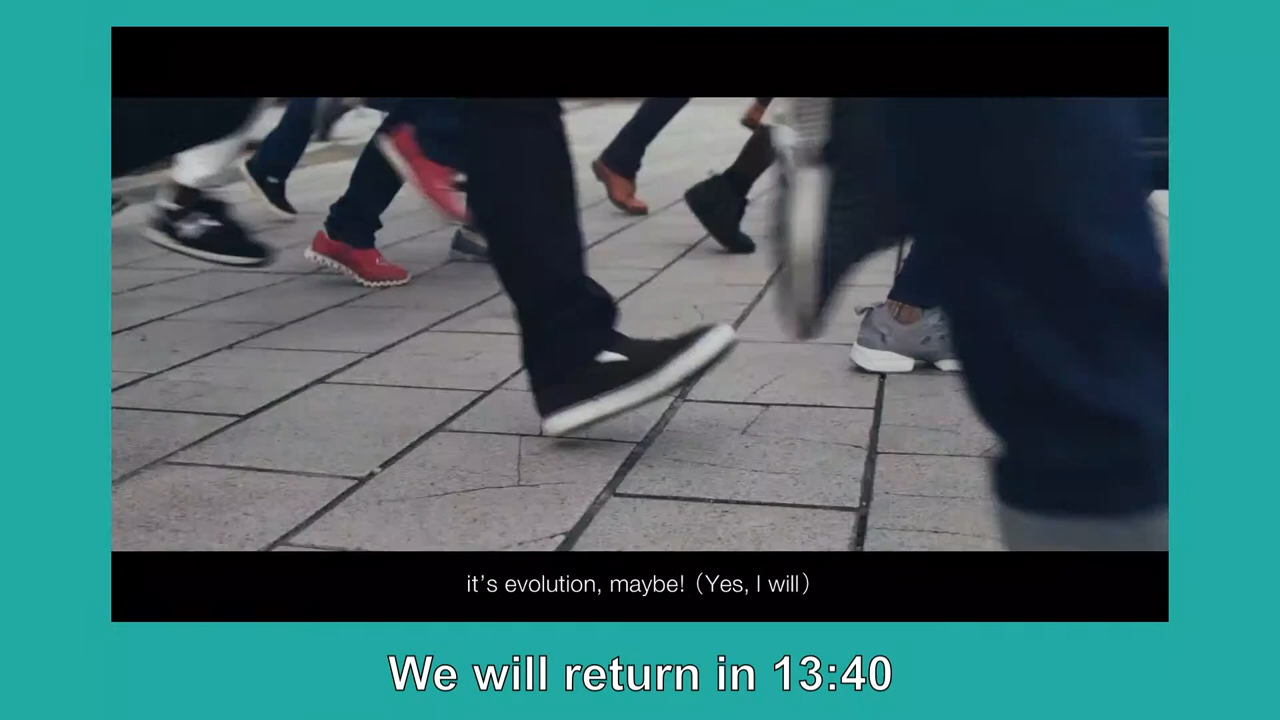 it's evolution, maybe!（Yes, I will）
We will return in 13:40